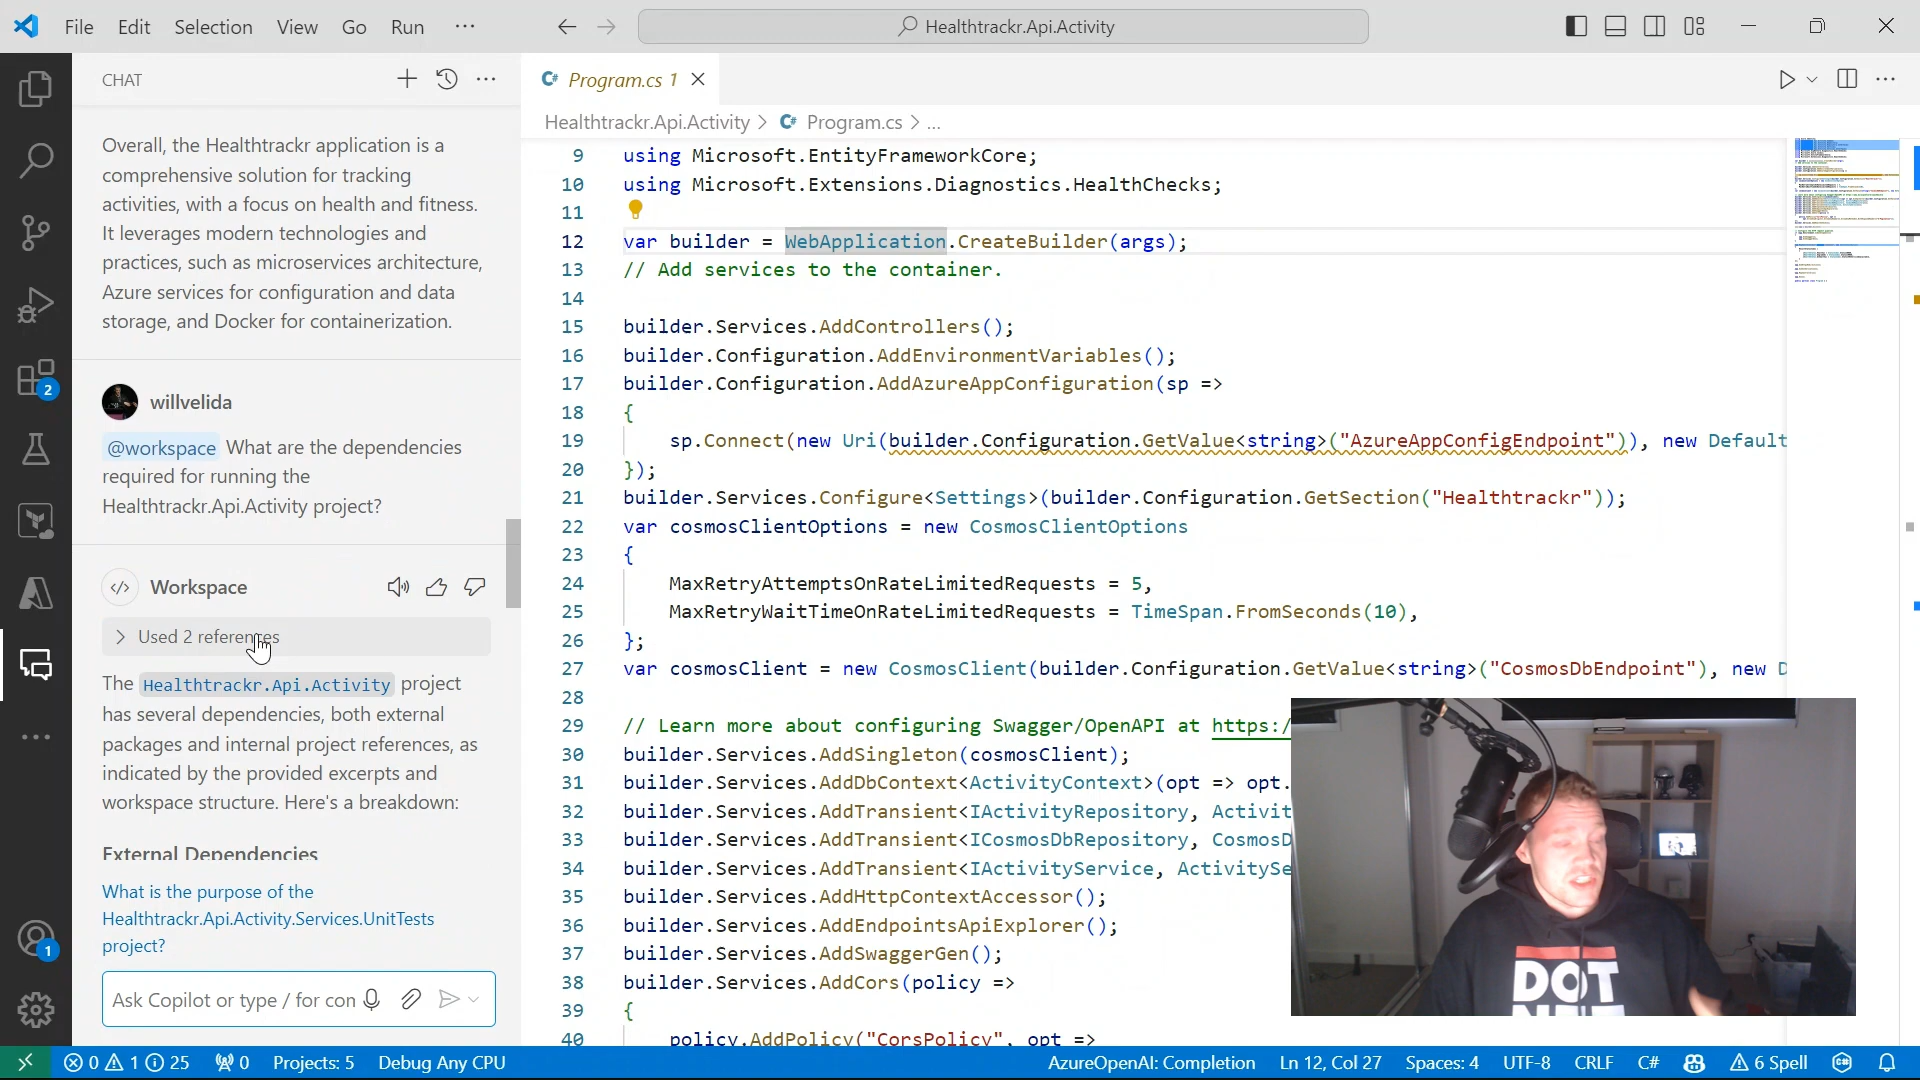 File Edit Selection View Go Run ... Healthtrackr.Api.Activity
CHAT
Program.cs 1
Healthtrackr.Api.Activity > Program.cs > ...
Overall, the Healthtrackr application is a
comprehensive solution for tracking
activities, with a focus on health and fitness.
It leverages modern technologies and
practices, such as microservices architecture,
Azure services for configuration and data
storage, and Docker for containerization.
willvelida
@workspace What are the dependencies
required for running the
Healthtrackr.Api.Activity project?
Workspace
Used 2 references
The Healthtrackr.Api.Activity project
has several dependencies, both external
packages and internal project references, as
indicated by the provided excerpts and
workspace structure. Here's a breakdown:
External Dependencies
What is the purpose of the
Healthtrackr.Api.Activity.Services.UnitTests
project?
Ask Copilot or type / for con
2
1
9 using Microsoft.EntityFrameworkCore;
10 using Microsoft.Extensions.Diagnostics.HealthChecks;
11
12 var builder = WebApplication.CreateBuilder(args);
13 // Add services to the container.
14
15 builder.Services.AddControllers();
16 builder.Configuration.AddEnvironmentVariables();
17 builder.Configuration.AddAzureAppConfiguration(sp =>
18 {
19 sp.Connect(new Uri(builder.Configuration.GetValue<string>("AzureAppConfigEndpoint")), new Default
20 });
21 builder.Services.Configure<Settings>(builder.Configuration.GetSection("Healthtrackr"));
22 var cosmosClientOptions = new CosmosClientOptions
23 {
24 MaxRetryAttemptsOnRateLimitedRequests = 5,
25 MaxRetryWaitTimeOnRateLimitedRequests = TimeSpan.FromSeconds(10),
26 };
27 var cosmosClient = new CosmosClient(builder.Configuration.GetValue<string>("CosmosDbEndpoint"), new D
28
29 // Learn more about configuring Swagger/OpenAPI at https:/
30 builder.Services.AddSingleton(cosmosClient);
31 builder.Services.AddDbContext<ActivityContext>(opt => opt.
32 builder.Services.AddTransient<IActivityRepository, Activit
33 builder.Services.AddTransient<ICosmosDbRepository, CosmosD
34 builder.Services.AddTransient<IActivityService, ActivitySe
35 builder.Services.AddHttpContextAccessor();
36 builder.Services.AddEndpointsApiExplorer();
37 builder.Services.AddSwaggerGen();
38 builder.Services.AddCors(policy =>
39 {
40 policy.AddPolicy("CorsPolicy", opt =>
DOT
NET
0 1 25 0 Projects: 5 Debug Any CPU AzureOpenAI: Completion Ln 12, Col 27 Spaces: 4 UTF-8 CRLF C# 6 Spell